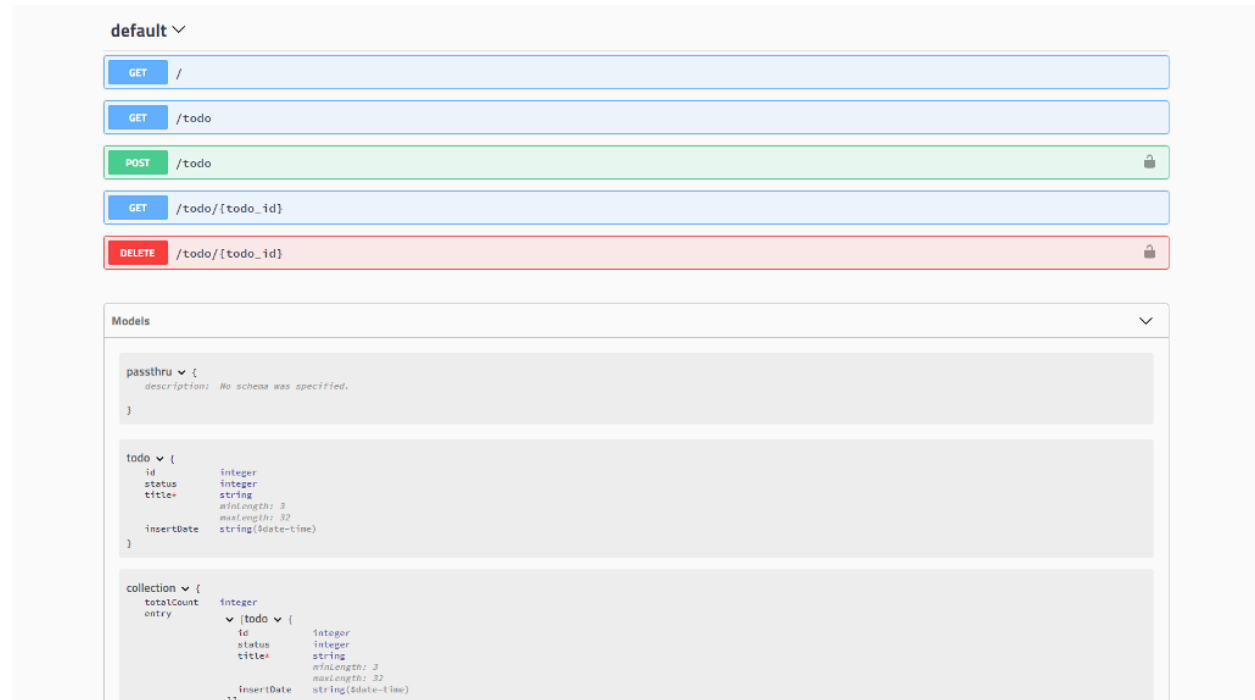 default
GET /
GET /todo
POST /todo
GET /todo/{todo_id}
DELETE /todo/{todo_id}
Models
passthru {
description: No schema was specified.
}
todo {
id integer
status integer
title* string
minLength: 3
maxLength: 32
insertDate string($date-time)
}
collection {
totalCount integer
entry
[todo {
id integer
status integer
title* string
minLength: 3
maxLength: 32
insertDate string($date-time)
}]